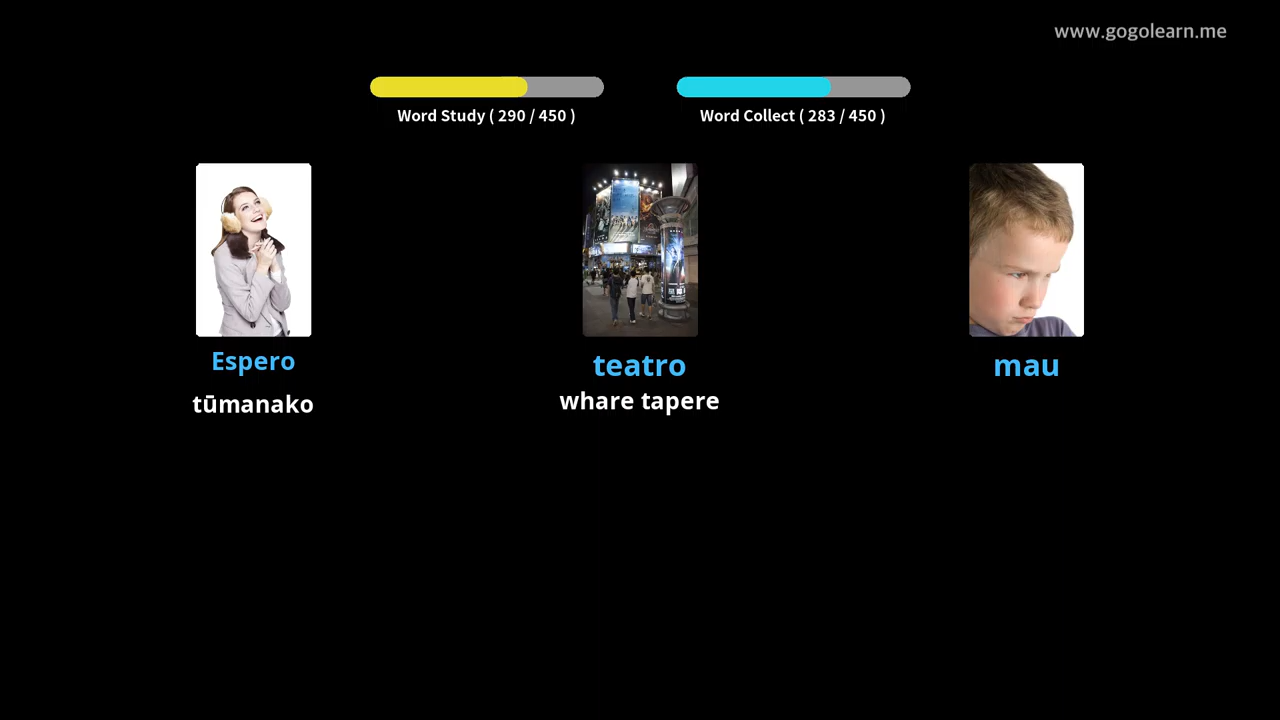 www.gogolearn.me
Word Study ( 290 / 450 )
Word Collect ( 283 / 450 )
Espero
tūmanako
teatro
whare tapere
mau